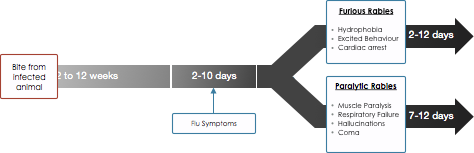 Bite from
infected
animal
2 to 12 weeks
2-10 days
Flu Symptoms
Furious Rabies
• Hydrophobia
• Excited Behaviour
• Cardiac arrest
2-12 days
Paralytic Rables
• Muscle Paralysis
• Respiratory Failure
• Hallucinations
• Coma
7-12 days